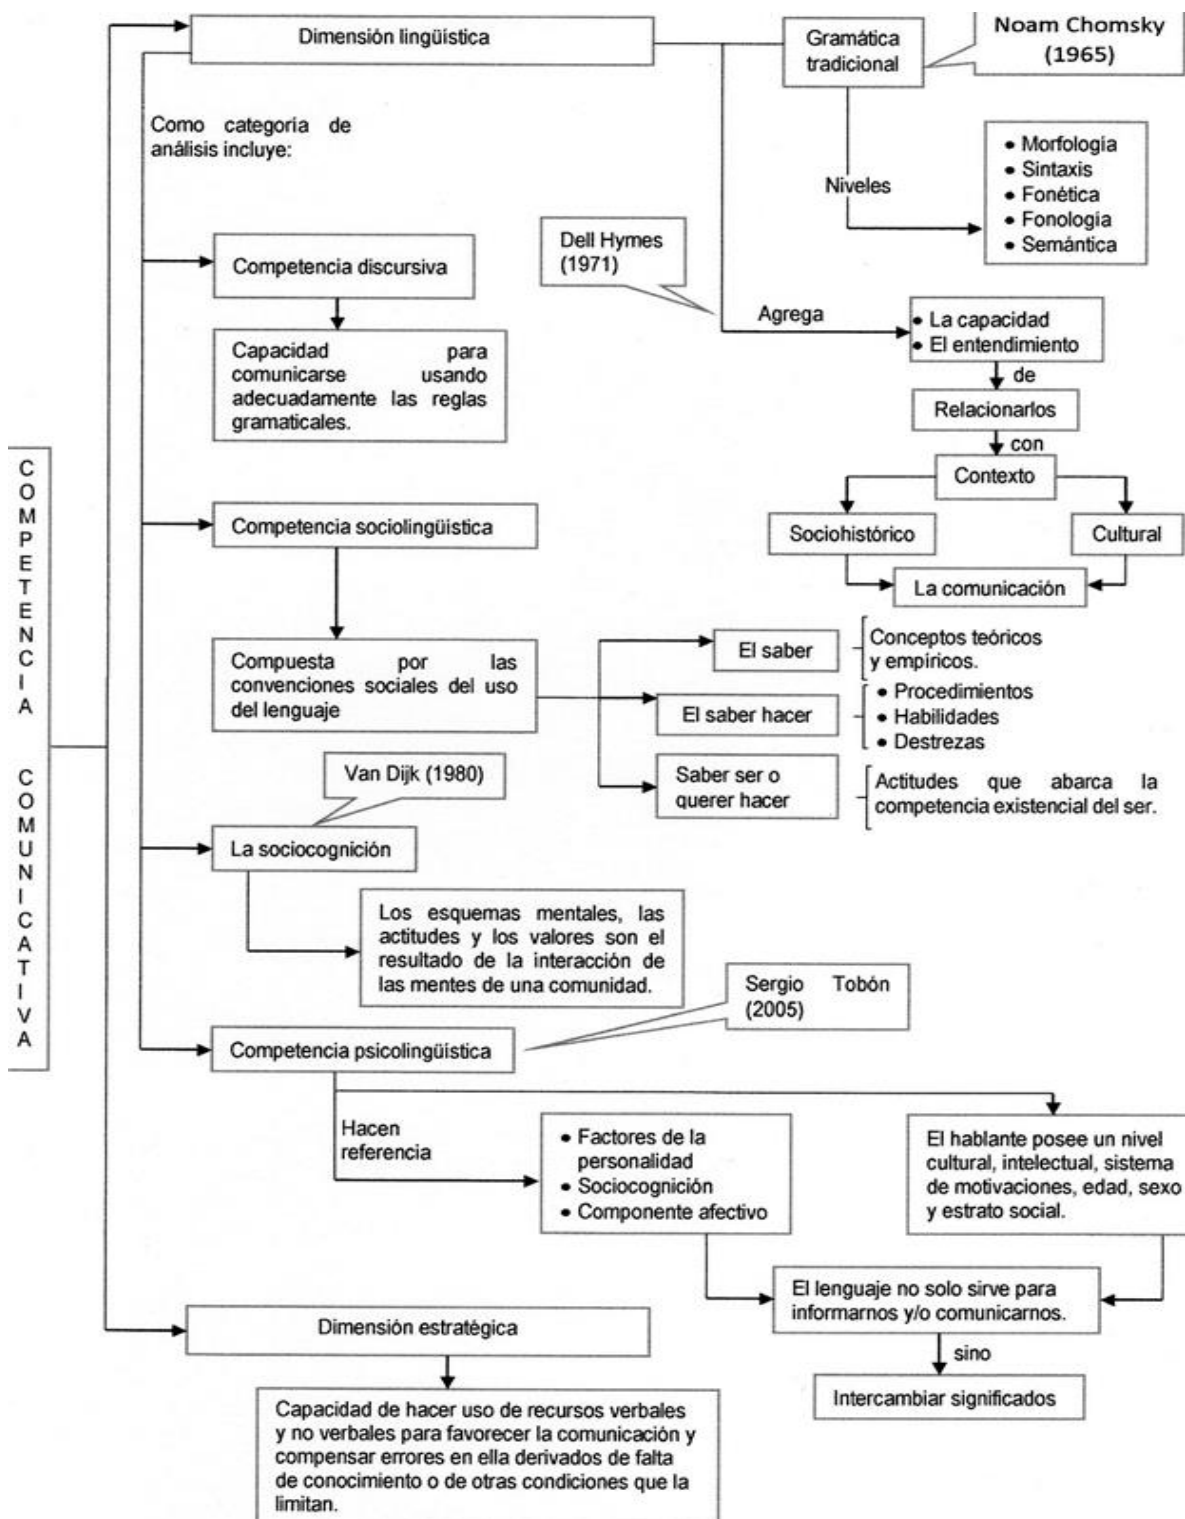 Dimensión lingüística
Gramática
tradicional
Noam Chomsky
(1965)
Como categoría de
análisis incluye:
Niveles
● Morfología
● Sintaxis
● Fonética
● Fonología
● Semántica
Dell Hymes
(1971)
Competencia discursiva
Agrega
● La capacidad
● El entendimiento
Capacidad para
comunicarse usando
adecuadamente las reglas
gramaticales.
de
Relacionarlos
con
Contexto
Sociohistórico
Cultural
La comunicación
COMPETENCIA COMUNICATIVA
Competencia sociolingüística
Compuesta por las
convenciones sociales del uso
del lenguaje
El saber
Conceptos teóricos
y empíricos.
El saber hacer
● Procedimientos
● Habilidades
● Destrezas
Saber ser o
querer hacer
Actitudes que abarca la
competencia existencial del ser.
Van Dijk (1980)
La sociocognición
Los esquemas mentales, las
actitudes y los valores son el
resultado de la interacción de
las mentes de una comunidad.
Sergio Tobón
(2005)
Competencia psicolingüística
Hacen
referencia
● Factores de la
personalidad
● Sociocognición
● Componente afectivo
El hablante posee un nivel
cultural, intelectual, sistema
de motivaciones, edad, sexo
y estrato social.
El lenguaje no solo sirve para
informarnos y/o comunicarnos.
sino
Intercambiar significados
Dimensión estratégica
Capacidad de hacer uso de recursos verbales
y no verbales para favorecer la comunicación y
compensar errores en ella derivados de falta
de conocimiento o de otras condiciones que la
limitan.